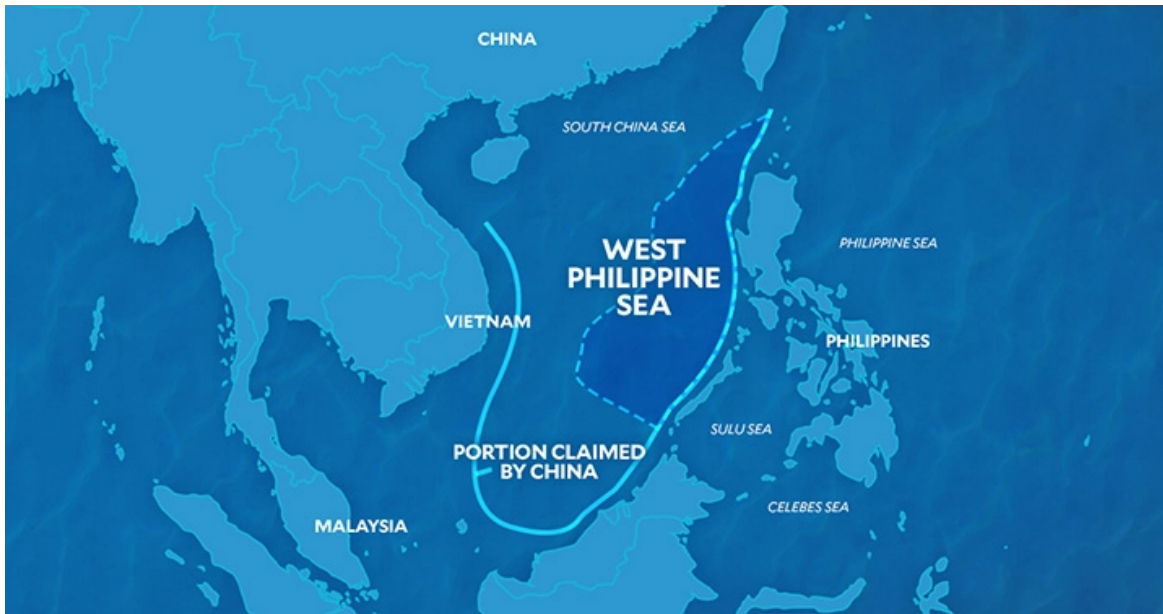 CHINA
SOUTH CHINA SEA
WEST
PHILIPPINE
SEA
PHILIPPINE SEA
VIETNAM
PHILIPPINES
SULU SEA
PORTION CLAIMED
BY CHINA
CELEBES SEA
MALAYSIA